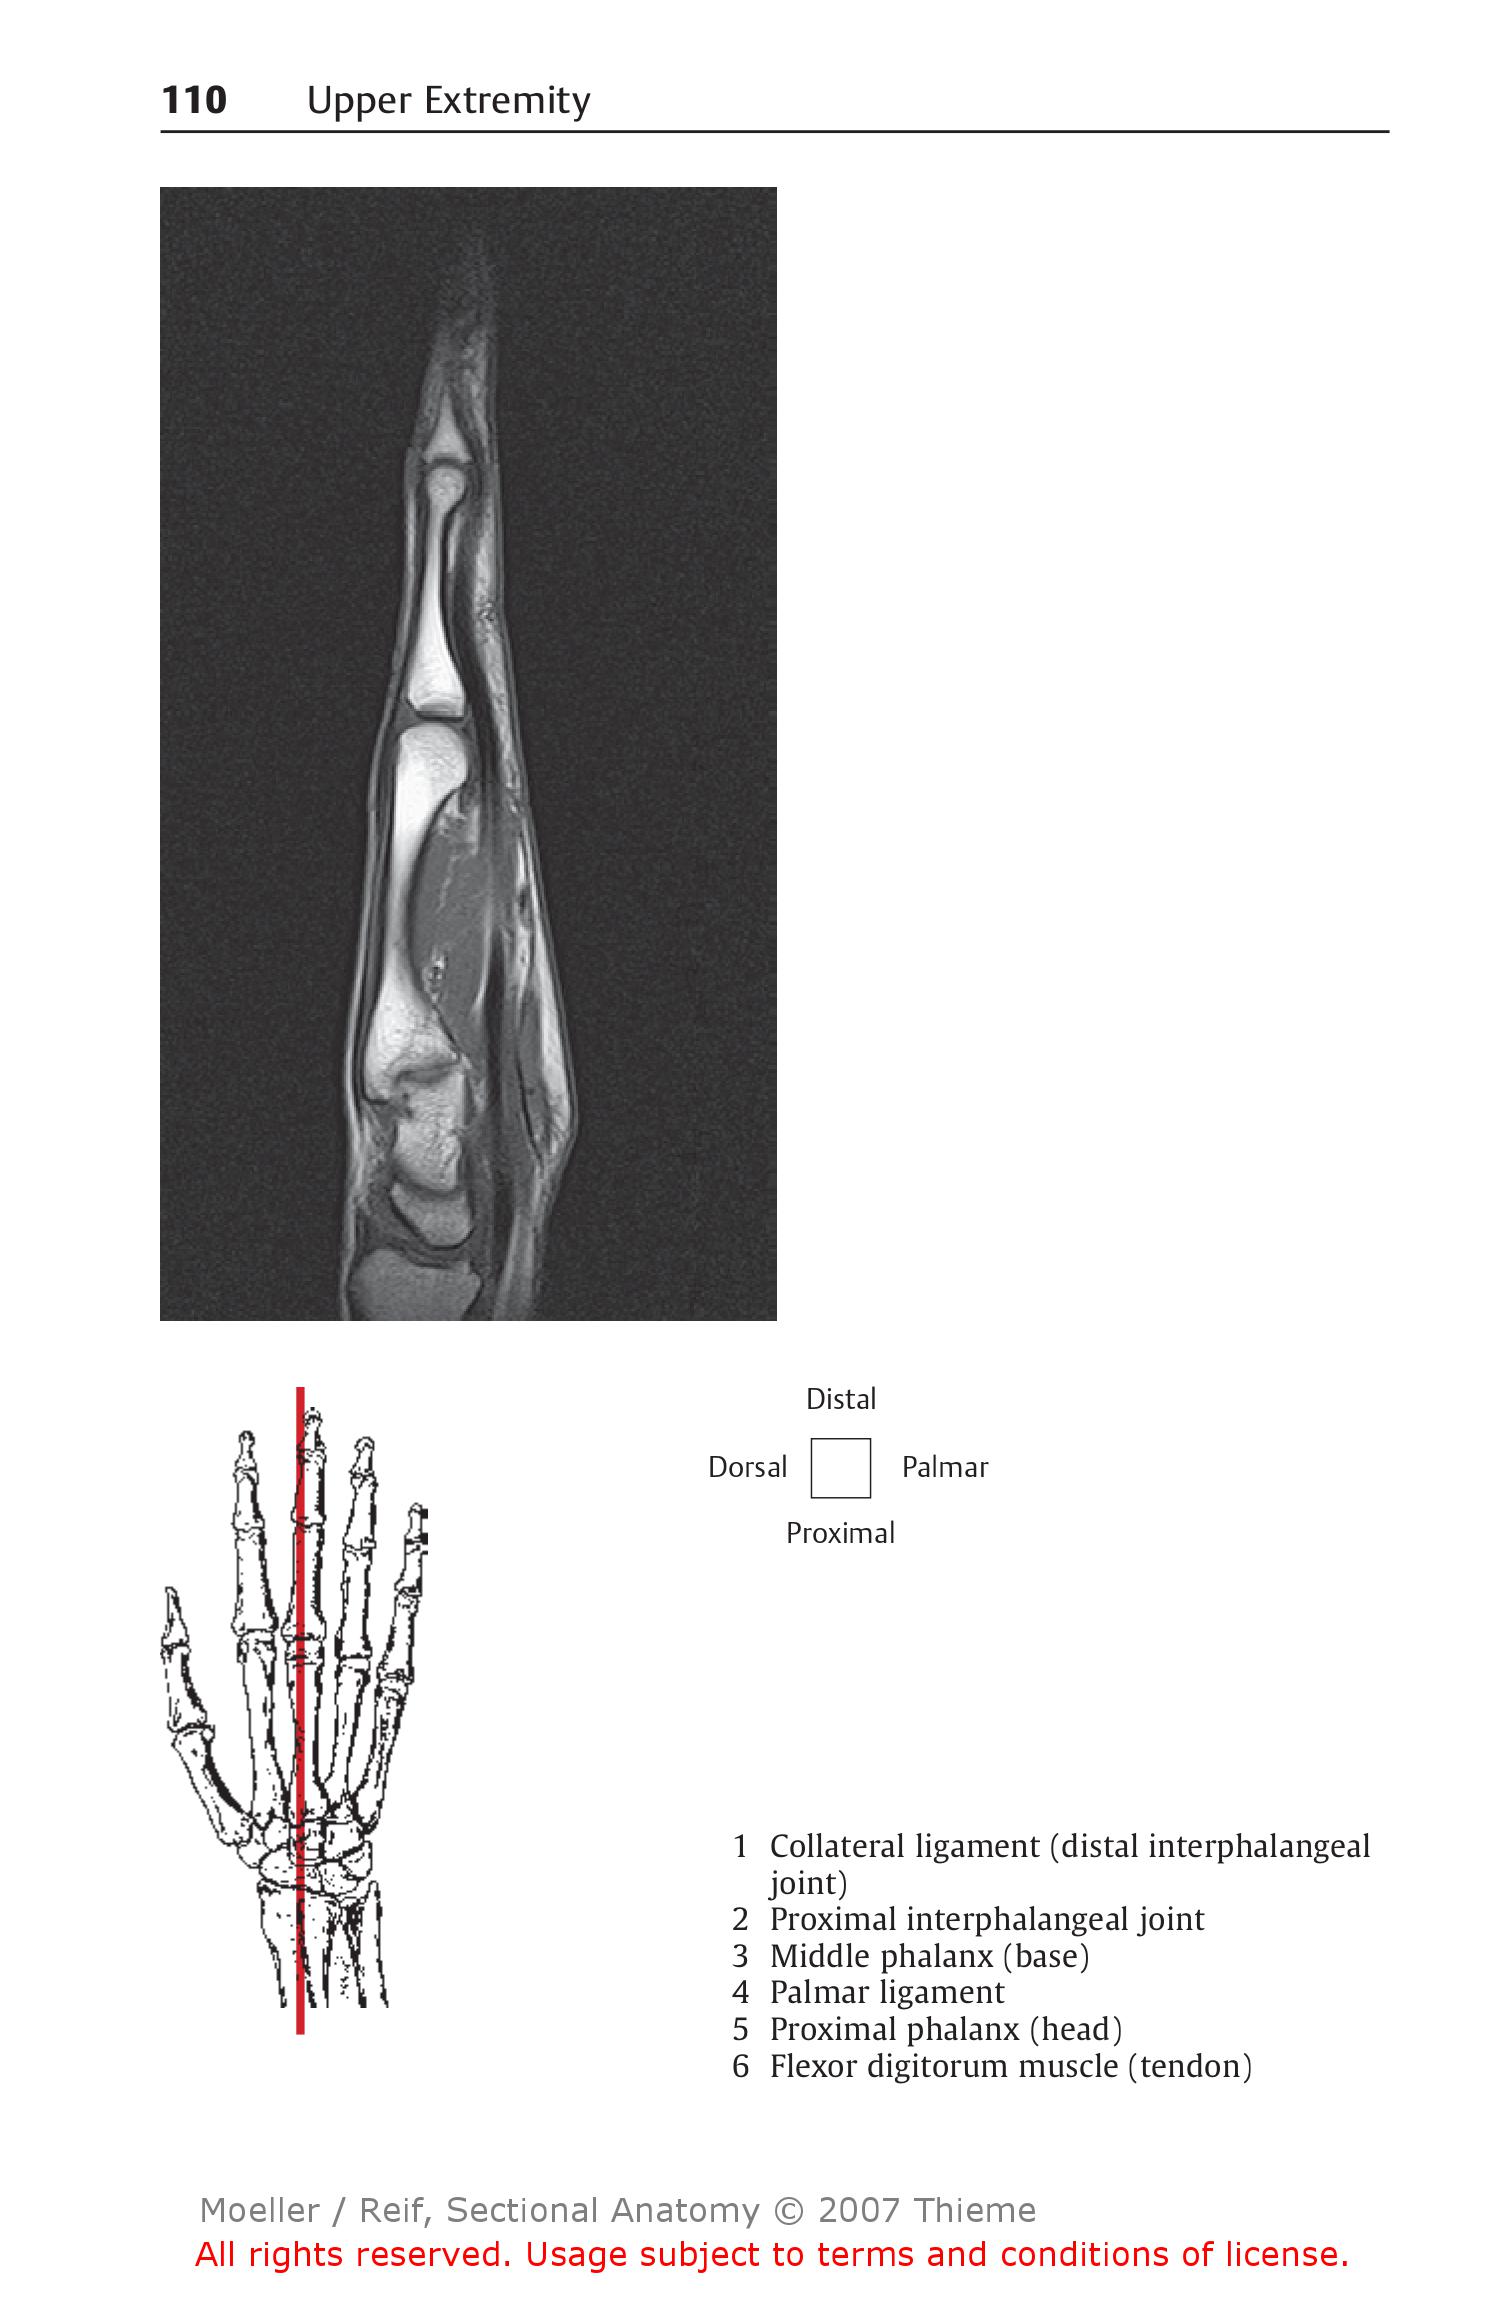 110 Upper Extremity
Distal
Dorsal Palmar
Proximal
1 Collateral ligament (distal interphalangeal
joint)
2 Proximal interphalangeal joint
3 Middle phalanx (base)
4 Palmar ligament
5 Proximal phalanx (head)
6 Flexor digitorum muscle (tendon)
Moeller / Reif, Sectional Anatomy © 2007 Thieme
All rights reserved. Usage subject to terms and conditions of license.